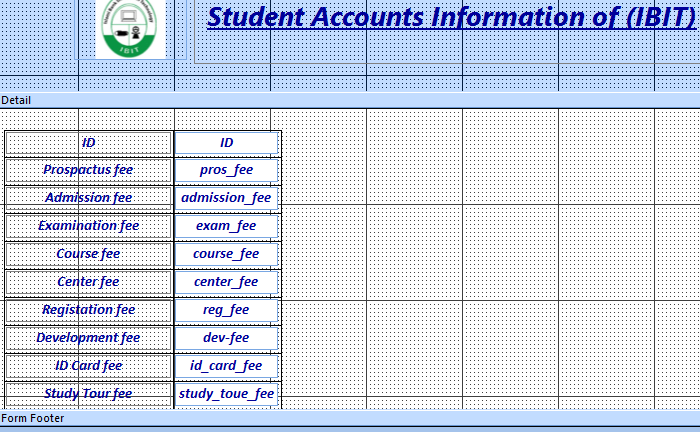 Student Accounts Information of (IBIT)
IBIT
Detail
ID ID
Prospactus fee pros_fee
Admission fee admission_fee
Examination fee exam_fee
Course fee course_fee
Center fee center_fee
Registation fee reg_fee
Development fee dev-fee
ID Card fee id_card_fee
Study Tour fee study_toue_fee
Form Footer